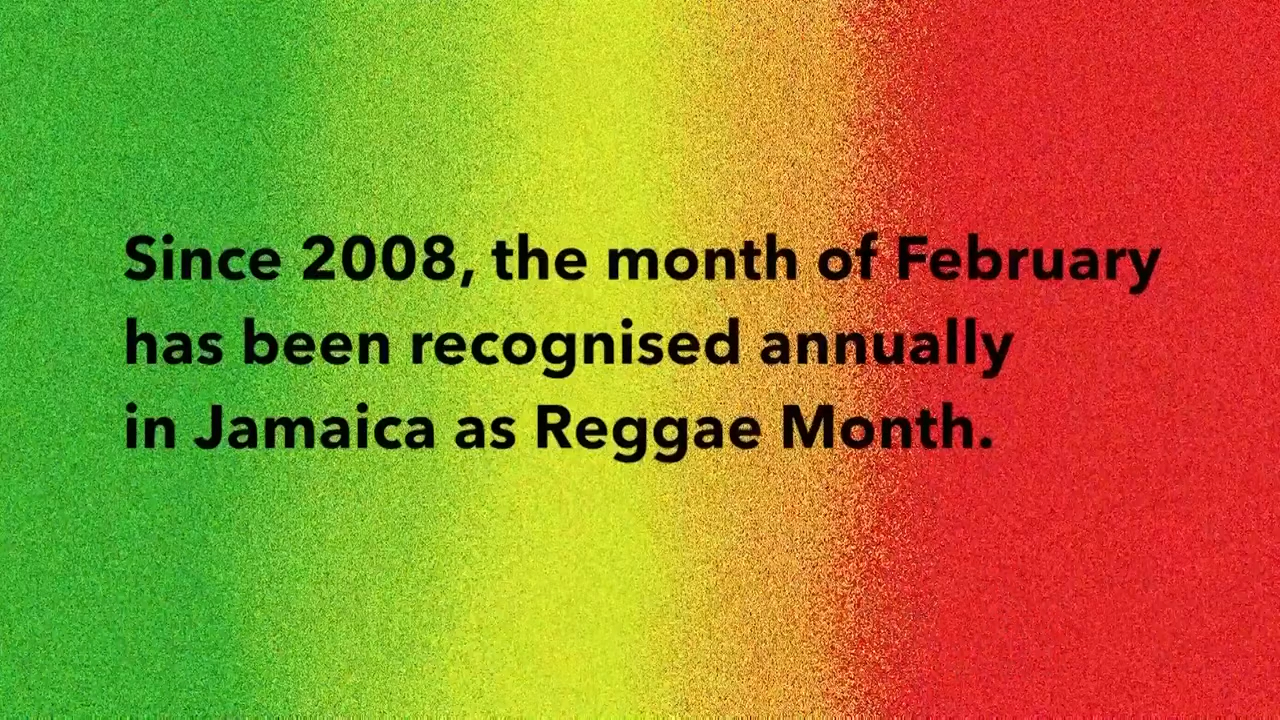 Since 2008, the month of February
has been recognised annually
in Jamaica as Reggae Month.